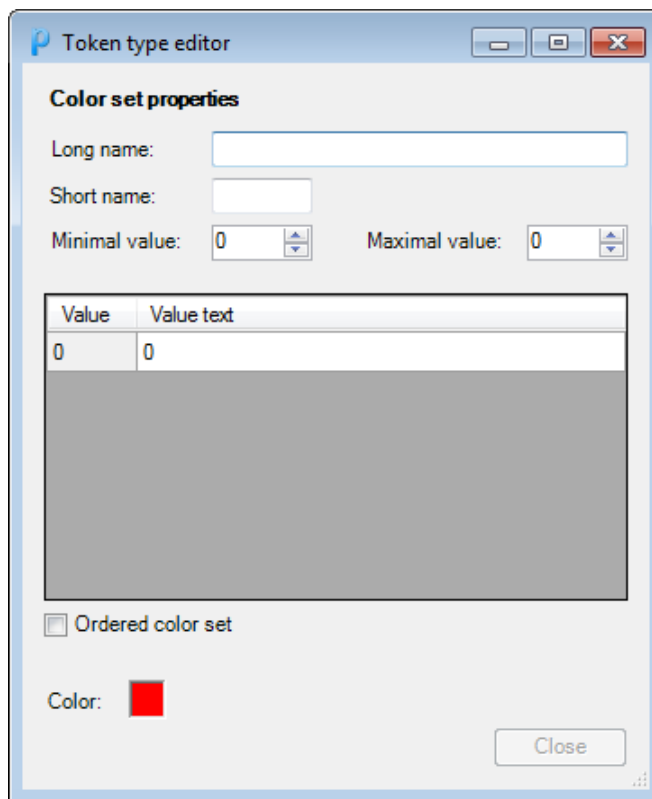 Token type editor
Color set properties
Long name:
Short name:
Minimal value: 0 Maximal value: 0
Value Value text
0 0
Ordered color set
Color:
Close